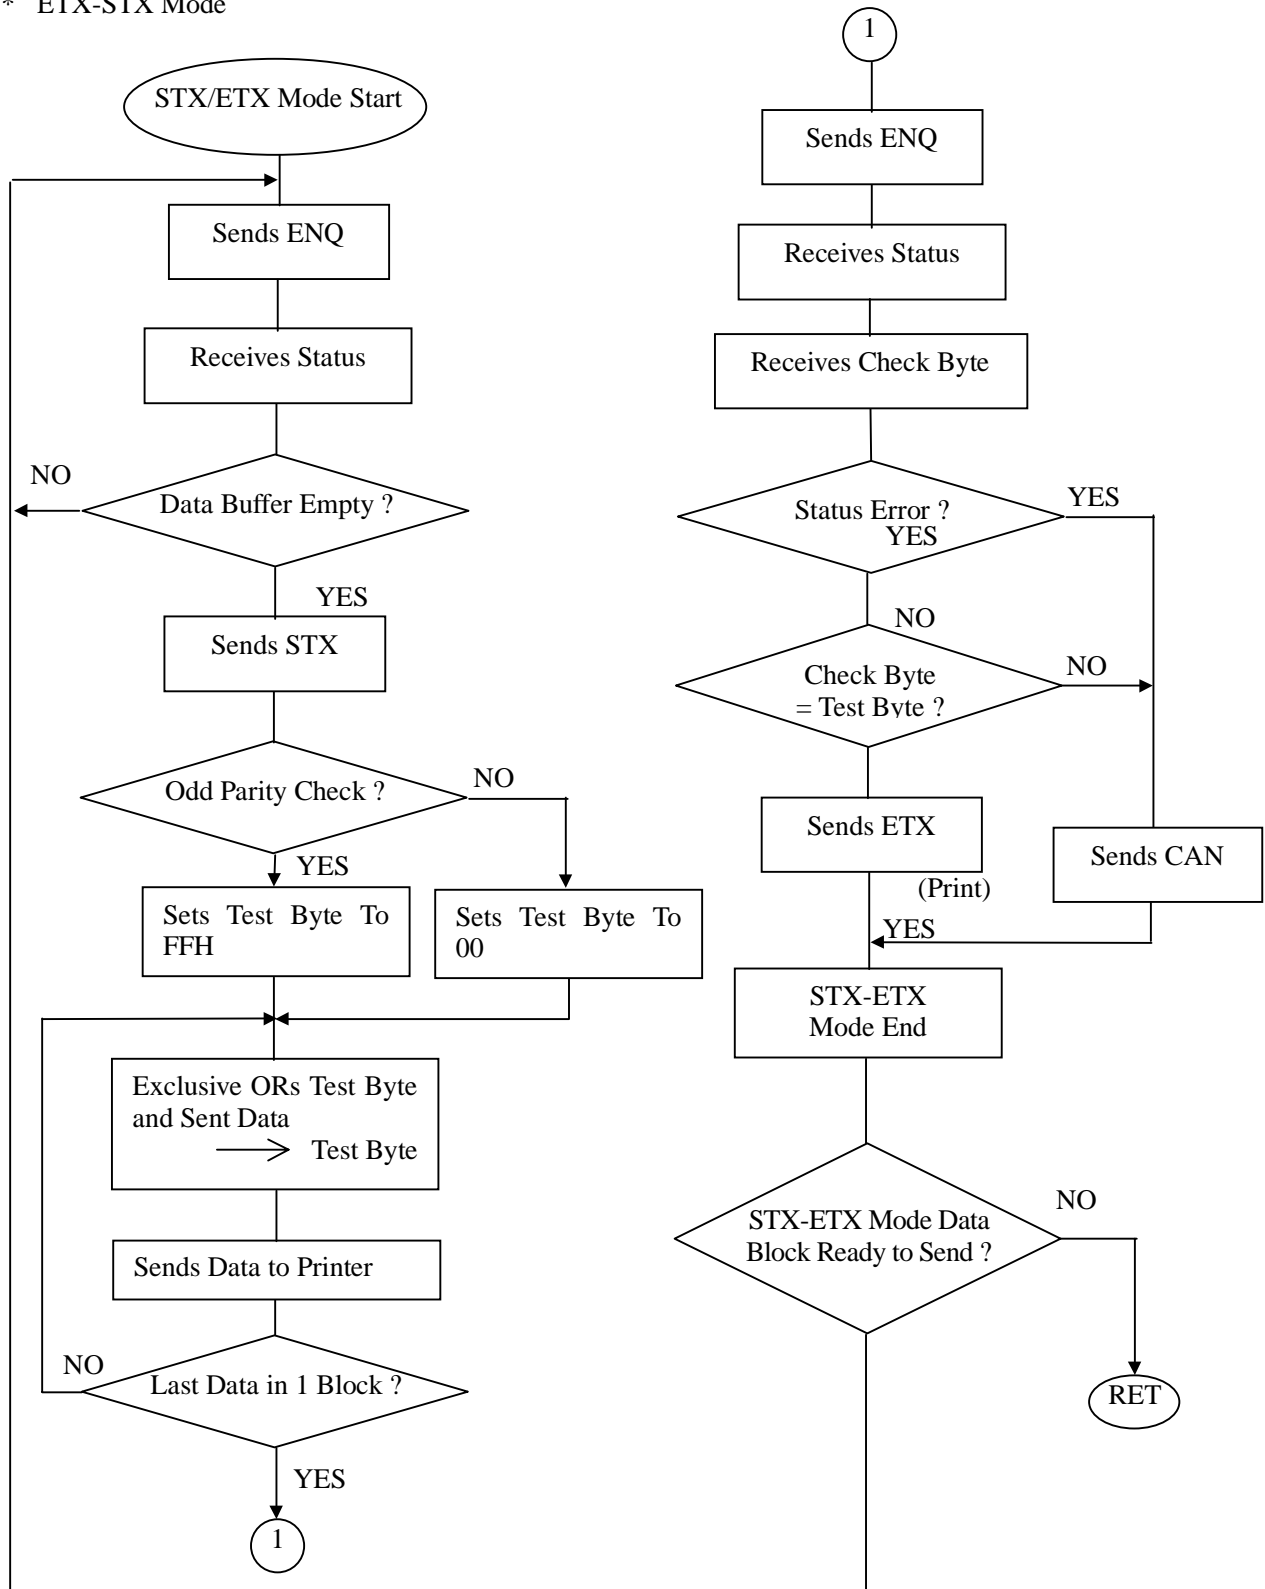 * ETX-STX Mode
STX/ETX Mode Start
Sends ENQ
Receives Status
NO
Data Buffer Empty ?
YES
Sends STX
Odd Parity Check ?
NO
YES
Sets Test Byte To
FFH
Sets Test Byte To
00
Exclusive ORs Test Byte
and Sent Data
Test Byte
Sends Data to Printer
NO
Last Data in 1 Block ?
YES
1
1
Sends ENQ
Receives Status
Receives Check Byte
Status Error ?
YES
YES
NO
Check Byte
= Test Byte ?
NO
Sends ETX
Sends CAN
(Print)
YES
STX-ETX
Mode End
NO
STX-ETX Mode Data
Block Ready to Send ?
RET